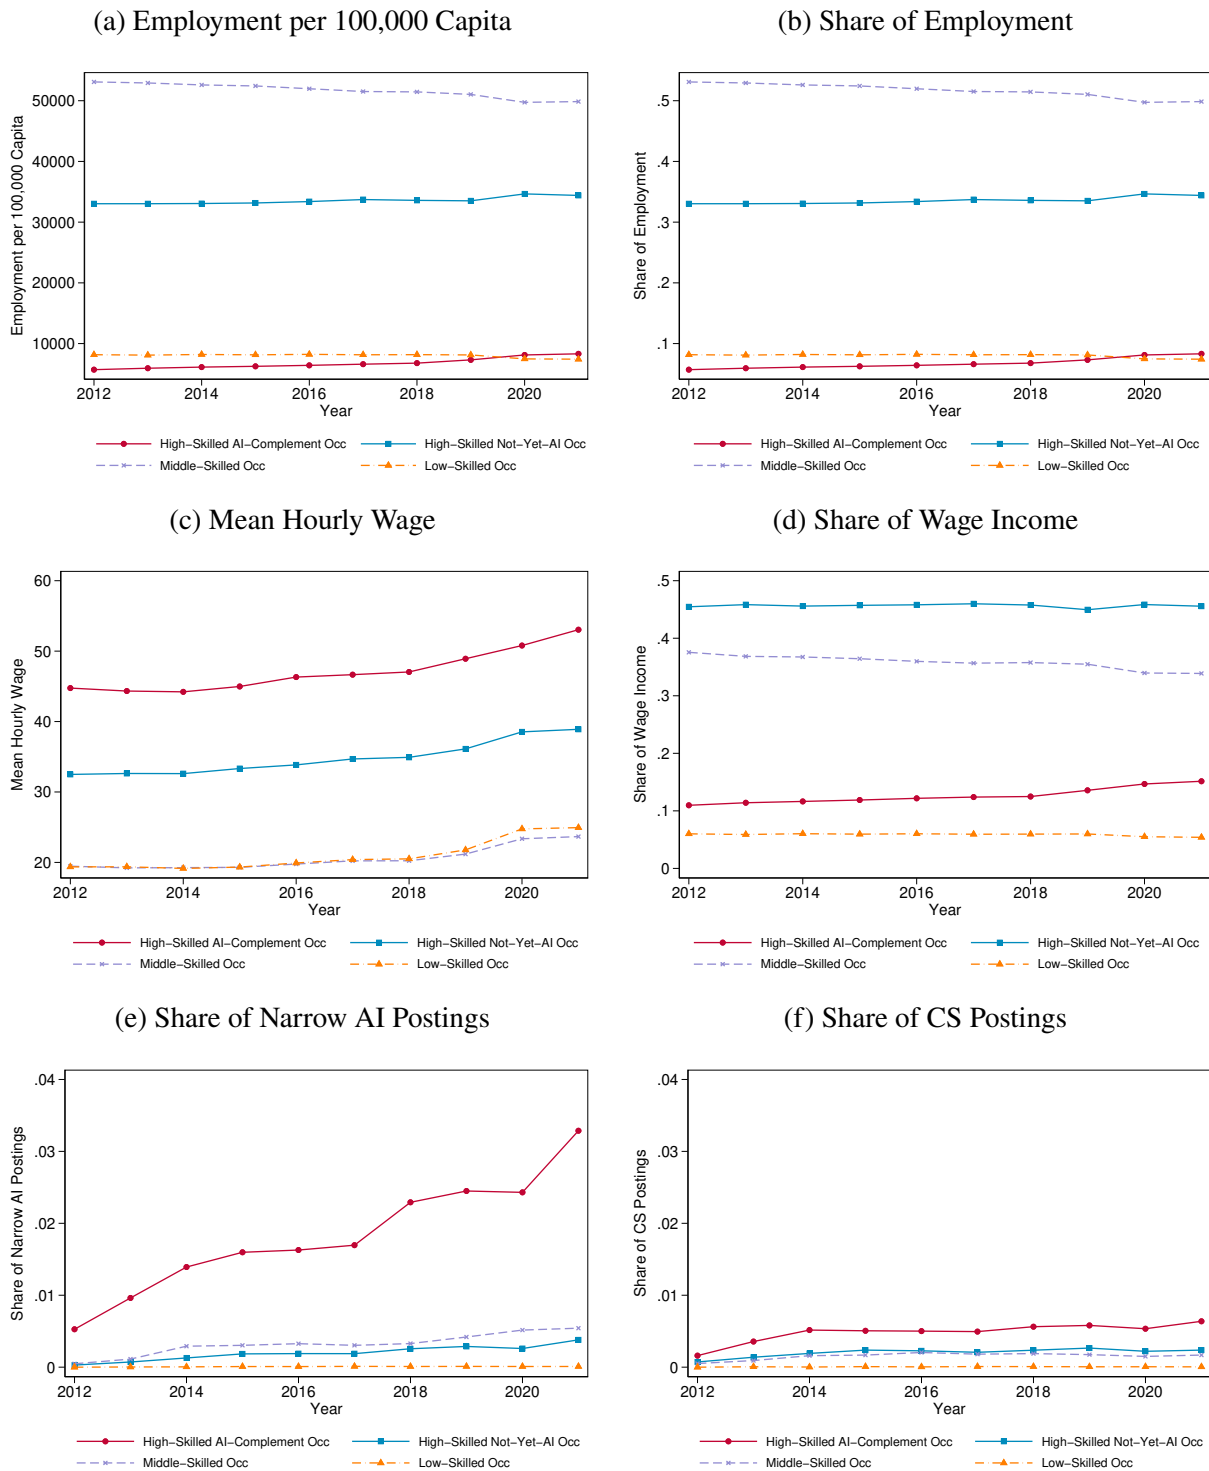 (a) Employment per 100,000 Capita
Employment per 100,000 Capita
50000
40000
30000
20000
10000
2012 2014 2016 2018 2020
Year
High-Skilled AI-Complement Occ
High-Skilled Not-Yet-AI Occ
Middle-Skilled Occ
Low-Skilled Occ
(b) Share of Employment
Share of Employment
.5
.4
.3
.2
.1
2012 2014 2016 2018 2020
Year
High-Skilled AI-Complement Occ
High-Skilled Not-Yet-AI Occ
Middle-Skilled Occ
Low-Skilled Occ
(c) Mean Hourly Wage
Mean Hourly Wage
60
50
40
30
20
2012 2014 2016 2018 2020
Year
High-Skilled AI-Complement Occ
High-Skilled Not-Yet-AI Occ
Middle-Skilled Occ
Low-Skilled Occ
(d) Share of Wage Income
Share of Wage Income
.5
.4
.3
.2
.1
0
2012 2014 2016 2018 2020
Year
High-Skilled AI-Complement Occ
High-Skilled Not-Yet-AI Occ
Middle-Skilled Occ
Low-Skilled Occ
(e) Share of Narrow AI Postings
Share of Narrow AI Postings
.04
.03
.02
.01
0
2012 2014 2016 2018 2020
Year
High-Skilled AI-Complement Occ
High-Skilled Not-Yet-AI Occ
Middle-Skilled Occ
Low-Skilled Occ
(f) Share of CS Postings
Share of CS Postings
.04
.03
.02
.01
0
2012 2014 2016 2018 2020
Year
High-Skilled AI-Complement Occ
High-Skilled Not-Yet-AI Occ
Middle-Skilled Occ
Low-Skilled Occ